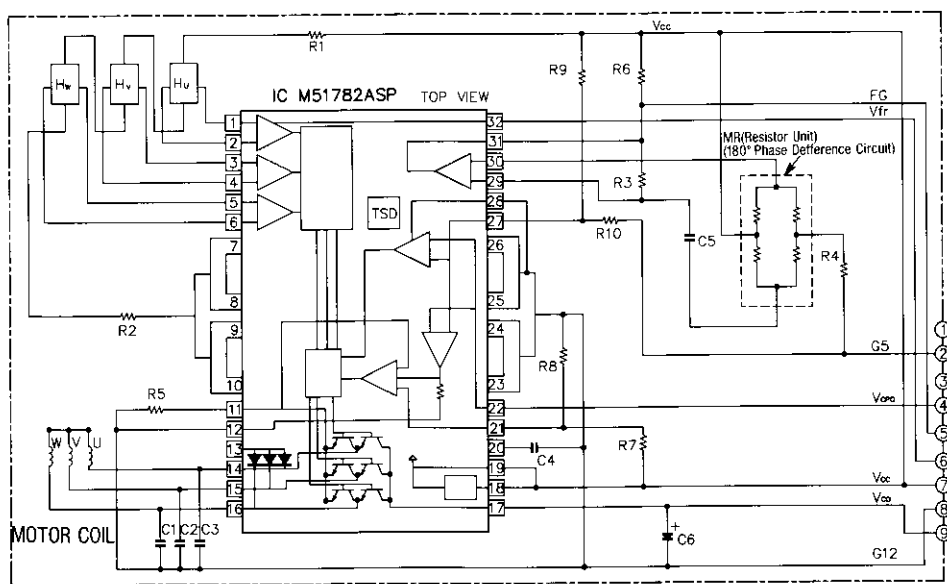 Vcc
R1
R9
R6
Hw
Hv
Hu
IC M51782ASP TOP VIEW
FG
Vfr
1
2
3
4
5
6
7
8
9
10
11
12
13
14
15
16
32
31
30
29
28
27
26
25
24
23
22
21
20
19
18
17
TSD
MR(Resistor Unit)
(180° Phase Defference Circuit)
R3
R10
C5
R4
R2
R8
G5
R5
R7
C4
W V U
VCPO
Vcc
Vco
C1 C2 C3
C6
MOTOR COIL
G12
1
2
3
4
5
6
7
8
9